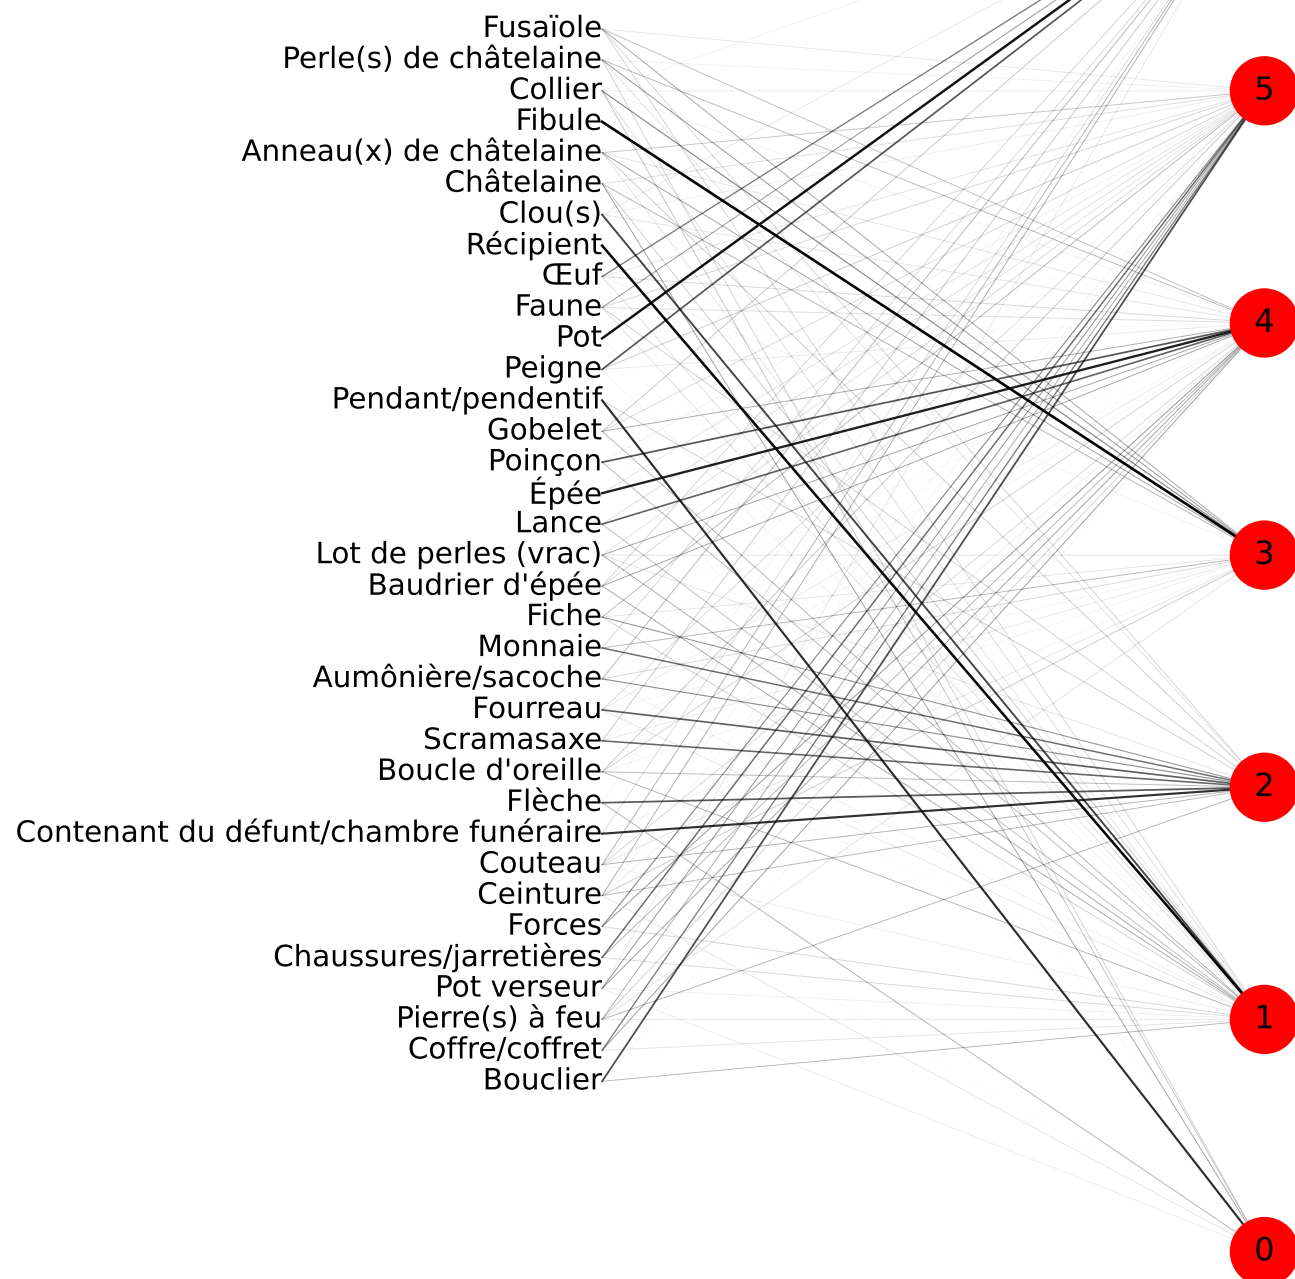 Fusaïole
Perle(s) de châtelaine
Collier
Fibule
Anneau(x) de châtelaine
Châtelaine
Clou(s)
Récipient
Œuf
Faune
Pot
Peigne
Pendant/pendentif
Gobelet
Poinçon
Épée
Lance
Lot de perles (vrac)
Baudrier d'épée
Fiche
Monnaie
Aumônière/sacoche
Fourreau
Scramasaxe
Boucle d'oreille
Flèche
Contenant du défunt/chambre funéraire
Couteau
Ceinture
Forces
Chaussures/jarretières
Pot verseur
Pierre(s) à feu
Coffre/coffret
Bouclier
5
4
3
2
1
0